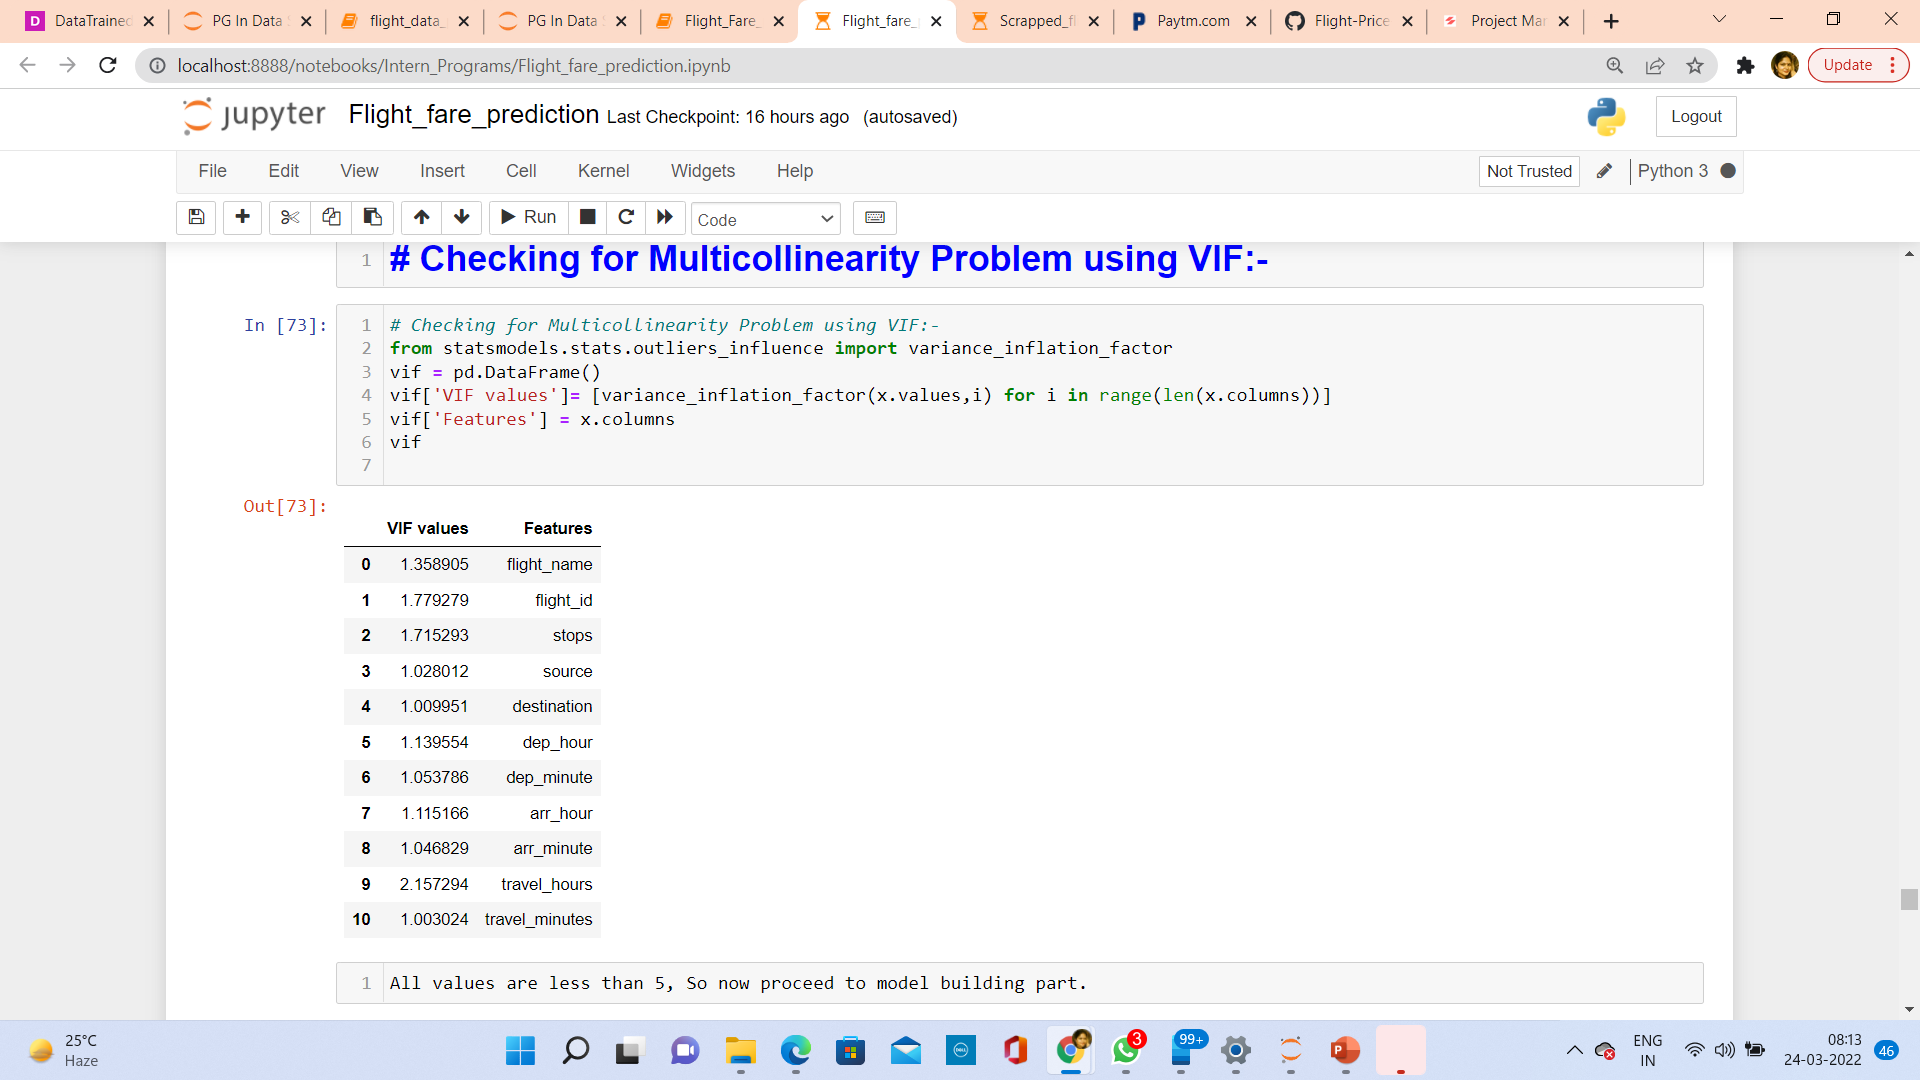 DataTrained
PG In Data S
flight_data_
PG In Data S
Flight_Fare_
Flight_fare_
Scrapped_fl
Paytm.com
Flight-Price
Project Mar
localhost:8888/notebooks/Intern_Programs/Flight_fare_prediction.ipynb
Update
jupyter Flight_fare_prediction Last Checkpoint: 16 hours ago (autosaved)
Logout
File Edit View Insert Cell Kernel Widgets Help
Not Trusted Python 3
Run Code
1 # Checking for Multicollinearity Problem using VIF:-
In [73]:
1 # Checking for Multicollinearity Problem using VIF:-
2 from statsmodels.stats.outliers_influence import variance_inflation_factor
3 vif = pd.DataFrame()
4 vif['VIF values']= [variance_inflation_factor(x.values,i) for i in range(len(x.columns))]
5 vif['Features'] = x.columns
6 vif
7
Out[73]:
VIF values Features
0 1.358905 flight_name
1 1.779279 flight_id
2 1.715293 stops
3 1.028012 source
4 1.009951 destination
5 1.139554 dep_hour
6 1.053786 dep_minute
7 1.115166 arr_hour
8 1.046829 arr_minute
9 2.157294 travel_hours
10 1.003024 travel_minutes
1 All values are less than 5, So now proceed to model building part.
25°C
Haze
3
99+
ENG
IN
08:13
24-03-2022
46